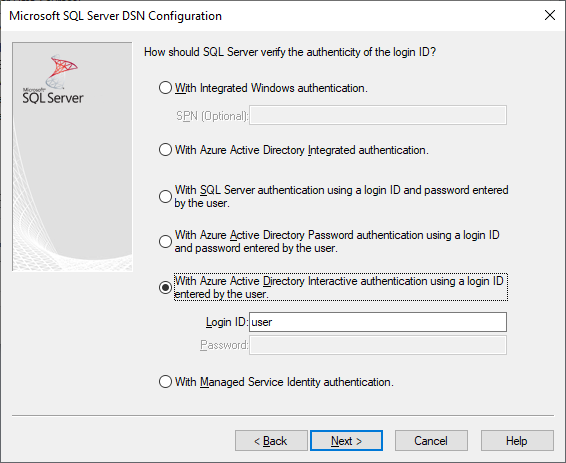 Microsoft SQL Server DSN Configuration
Microsoft
SQL Server
How should SQL Server verify the authenticity of the login ID?
With Integrated Windows authentication.
SPN (Optional):
With Azure Active Directory Integrated authentication.
With SQL Server authentication using a login ID and password entered
by the user.
With Azure Active Directory Password authentication using a login ID
and password entered by the user.
With Azure Active Directory Interactive authentication using a login ID
entered by the user.
Login ID: user
Password:
With Managed Service Identity authentication.
< Back
Next >
Cancel
Help